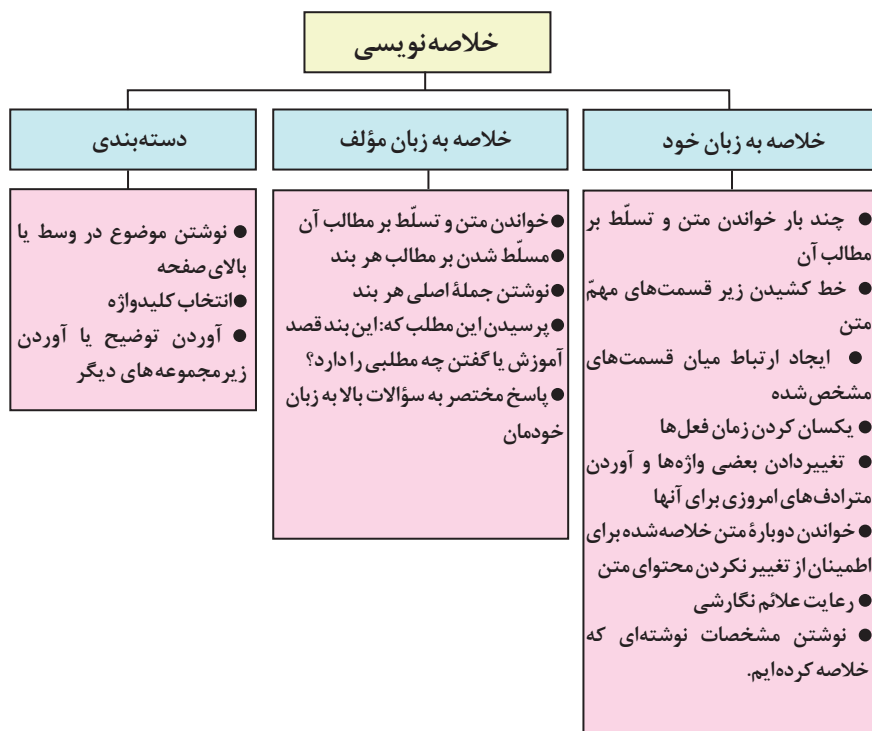 خلاصه‌نویسی
خلاصه به زبان خود
● چند بار خواندن متن و تسلّط بر
مطالب آن
● خط کشیدن زیر قسمت‌های مهمّ
متن
● ایجاد ارتباط میان قسمت‌های
مشخص‌شده
● یکسان کردن زمان فعل‌ها
● تغییردادن بعضی واژه‌ها و آوردن
مترادف‌های امروزی برای آنها
● خواندن دوبارۀ متن خلاصه‌شده برای
اطمینان از تغییر نکردن محتوای متن
● رعایت علائم نگارشی
● نوشتن مشخصات نوشته‌ای که
خلاصه کرده‌ایم.
خلاصه به زبان مؤلف
● خواندن متن و تسلّط بر مطالب آن
● مسلّط شدن بر مطالب هر بند
● نوشتن جملۀ اصلی هر بند
● پرسیدن این مطلب که: این بند قصد
آموزش یا گفتن چه مطلبی را دارد؟
● پاسخ مختصر به سؤالات بالا به زبان
خودمان
دسته‌بندی
● نوشتن موضوع در وسط یا
بالای صفحه
● انتخاب کلیدواژه
● آوردن توضیح یا آوردن
زیرمجموعه‌های دیگر